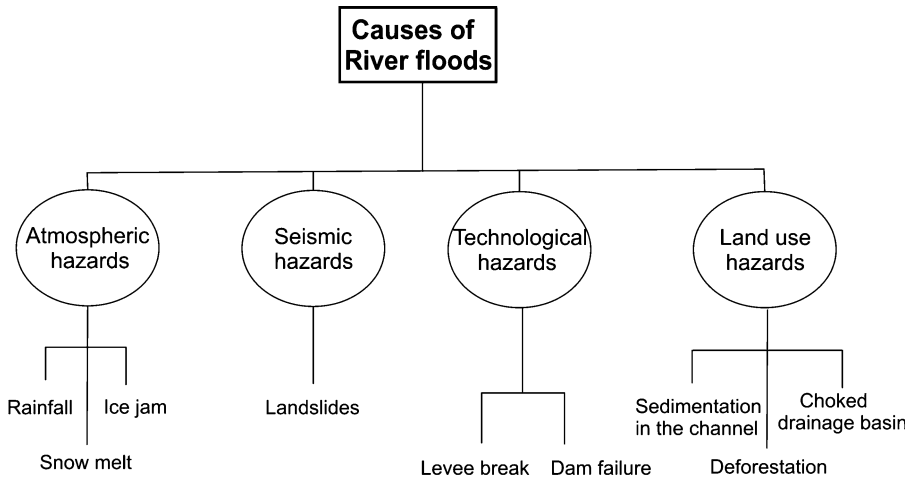 Causes of
River floods
Atmospheric
hazards
Seismic
hazards
Technological
hazards
Land use
hazards
Rainfall
Ice jam
Snow melt
Landslides
Levee break
Dam failure
Sedimentation
in the channel
Choked
drainage basin
Deforestation